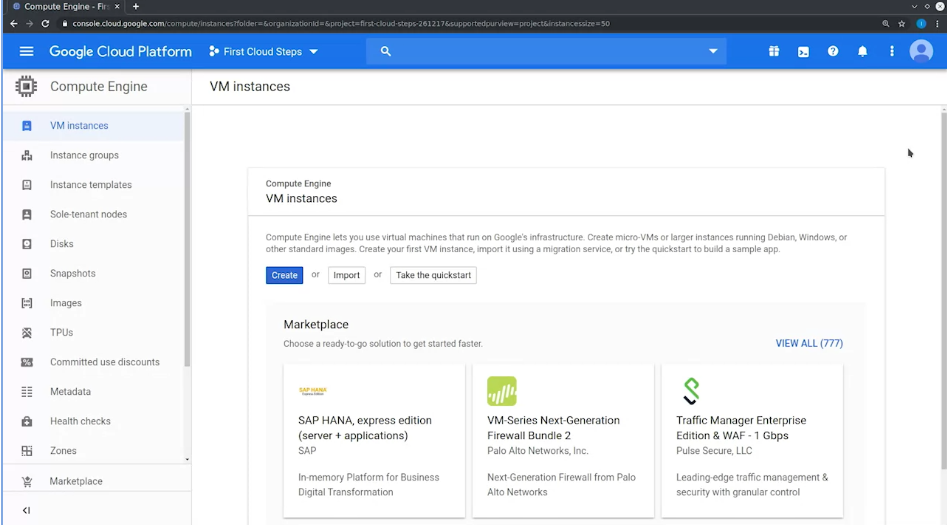 Compute Engine - Firs
console.cloud.google.com/compute/instances?folder=&organizationId=&project=first-cloud-steps-261217&supportedpurview=project&instancessize=50
Google Cloud Platform
First Cloud Steps
Compute Engine
VM instances
VM instances
Instance groups
Instance templates
Sole-tenant nodes
Disks
Snapshots
Images
TPUs
Committed use discounts
Metadata
Health checks
Zones
Marketplace
Compute Engine
VM instances
Compute Engine lets you use virtual machines that run on Google's infrastructure. Create micro-VMs or larger instances running Debian, Windows, or
other standard images. Create your first VM instance, import it using a migration service, or try the quickstart to build a sample app.
Create or Import or Take the quickstart
Marketplace
Choose a ready-to-go solution to get started faster.
VIEW ALL (777)
SAP HANA
Express Edition
SAP HANA, express edition
(server + applications)
SAP
In-memory Platform for Business
Digital Transformation
VM-Series Next-Generation
Firewall Bundle 2
Palo Alto Networks, Inc.
Next-Generation Firewall from Palo
Alto Networks
Traffic Manager Enterprise
Edition & WAF - 1 Gbps
Pulse Secure, LLC
Leading-edge traffic management &
security with granular control